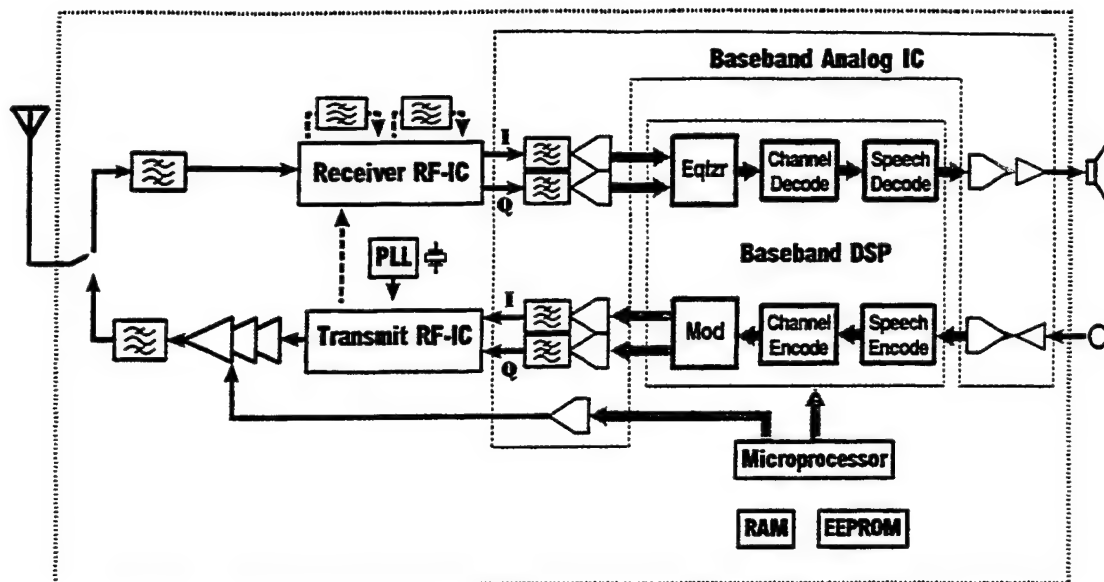 Baseband Analog IC
I
Receiver RF-IC
Q
Eqlzr
Channel
Decode
Speech
Decode
PLL
Baseband DSP
I
Transmit RF-IC
Q
Mod
Channel
Encode
Speech
Encode
Microprocessor
RAM
EEPROM